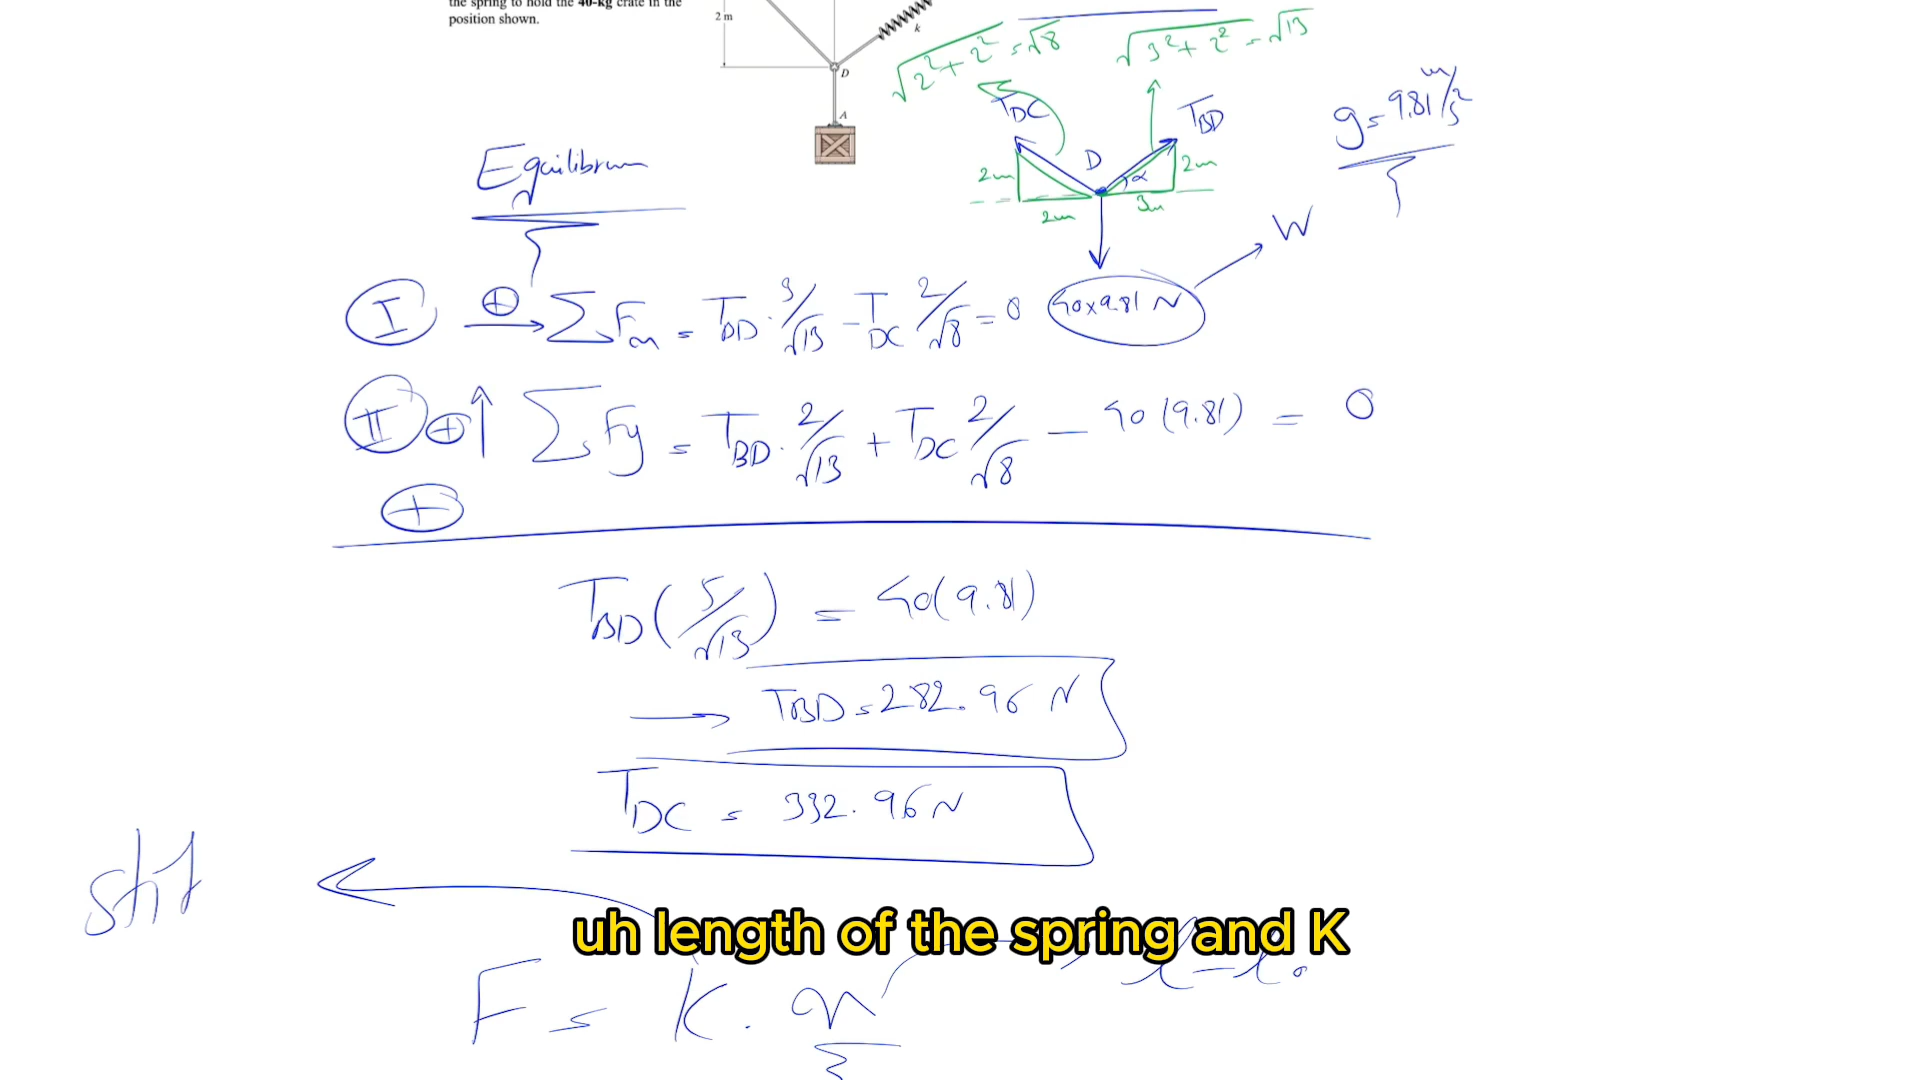 the spring to hold the 40-kg crate in the
position shown.
2 m
k
D
A
√2²+2² = √8
√3²+2² = √13
T_DC
T_BD
D
α
2m
2m
2m
3m
g = 9.81 m/s²
W
40x9.81 N
Equilibrium
I + → ΣFx = T_BD · 3/√13 - T_DC 2/√8 = 0
II + ↑ ΣFy = T_BD · 2/√13 + T_DC 2/√8 - 40(9.81) = 0
+
T_BD (5/√13) = 40(9.81)
→ T_BD = 282.96 N
T_DC = 332.96 N
stif
uh length of the spring and K
l - l₀
F = K . x